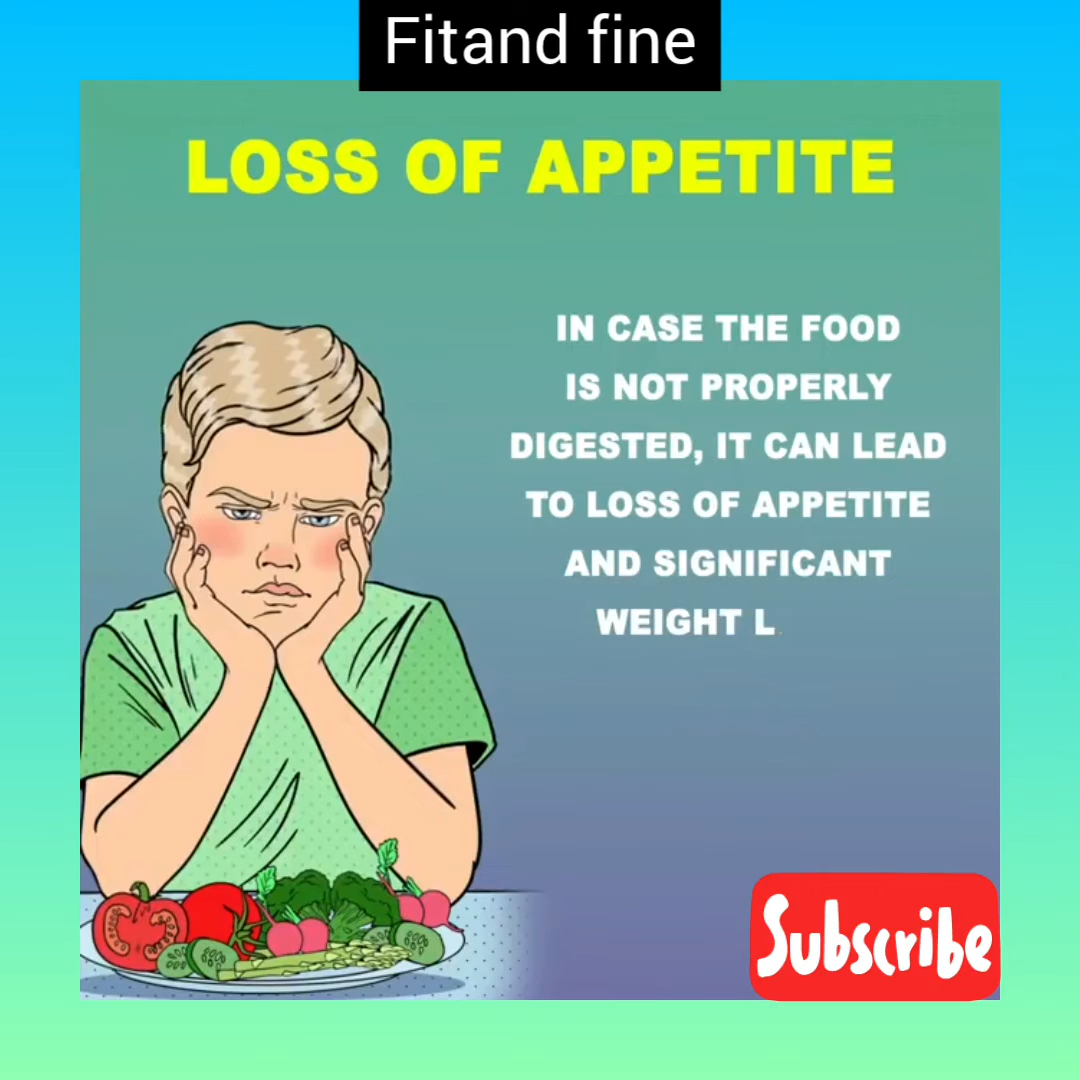 Fitand fine
LOSS OF APPETITE
IN CASE THE FOOD
IS NOT PROPERLY
DIGESTED, IT CAN LEAD
TO LOSS OF APPETITE
AND SIGNIFICANT
WEIGHT L
Subscribe